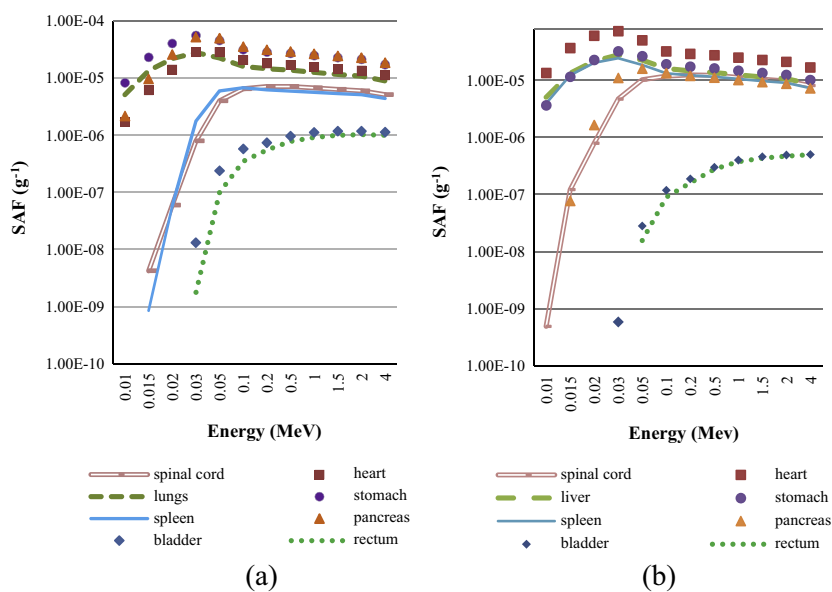 1.00E-04
1.00E-05
1.00E-06
1.00E-07
1.00E-08
1.00E-09
1.00E-10
SAF (g⁻¹)
0.01 0.015 0.02 0.03 0.05 0.1 0.2 0.5 1 1.5 2 4
Energy (MeV)
spinal cord heart
lungs stomach
spleen pancreas
bladder rectum
(a)
1.00E-05
1.00E-06
1.00E-07
1.00E-08
1.00E-09
1.00E-10
SAF (g⁻¹)
0.01 0.015 0.02 0.03 0.05 0.1 0.2 0.5 1 1.5 2 4
Energy (Mev)
spinal cord heart
liver stomach
spleen pancreas
bladder rectum
(b)